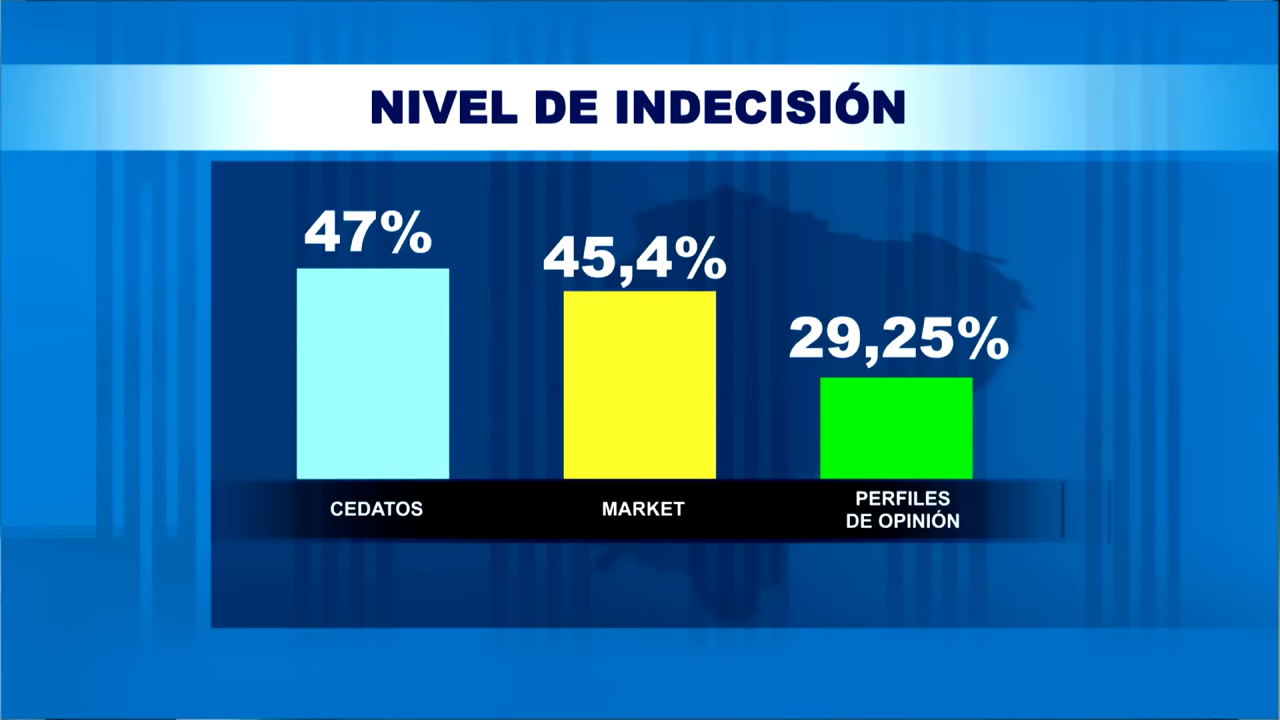 NIVEL DE INDECISIÓN
47%
45,4%
29,25%
CEDATOS
MARKET
PERFILES
DE OPINIÓN